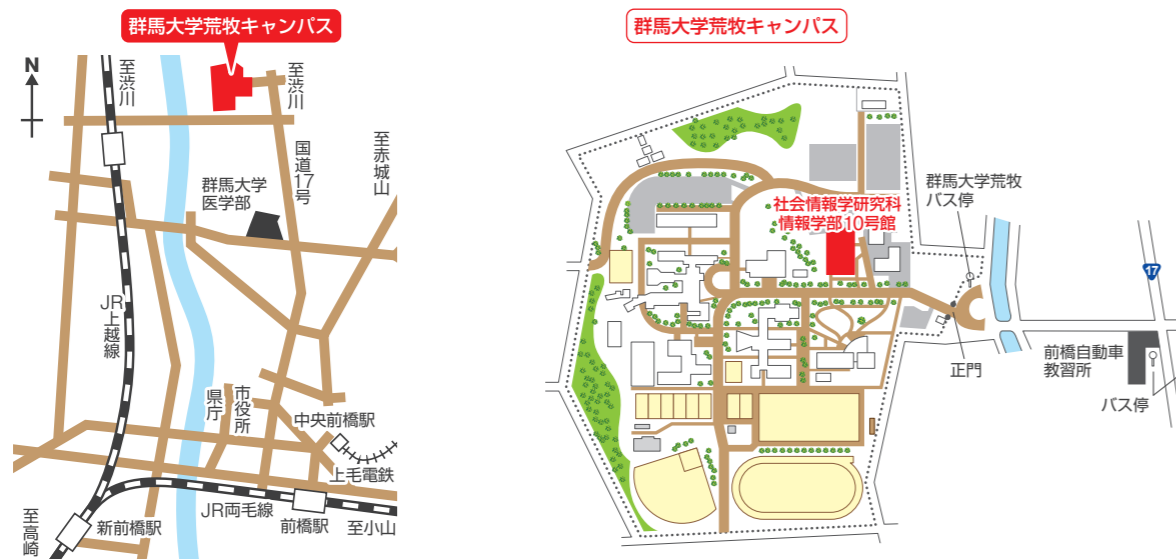 群馬大学荒牧キャンパス
N
至渋川
至渋川
国道17号
至赤城山
群馬大学
医学部
JR上越線
県庁
市役所
中央前橋駅
上毛電鉄
JR両毛線
新前橋駅
前橋駅
至小山
至高崎
群馬大学荒牧キャンパス
社会情報学研究科
情報学部10号館
群馬大学荒牧
バス停
17
正門
前橋自動車
教習所
バス停